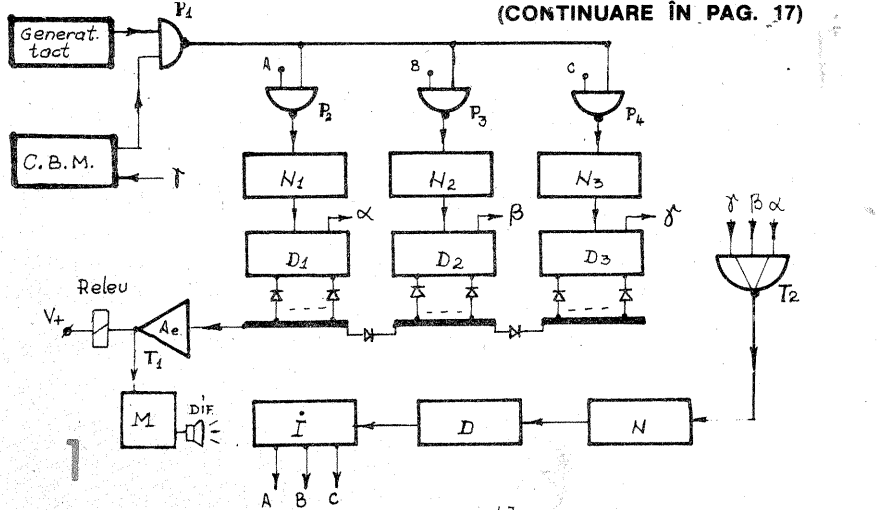 (CONTINUARE ÎN PAG. 17)
P1
Generat. tact
A
B
C
P2
P3
P4
C.B.M.
γ
N1
N2
N3
α
β
γ
D1
D2
D3
γ β α
T2
Releu
V+
Ae.
T1
M
DIF.
İ
D
N
A B C
1